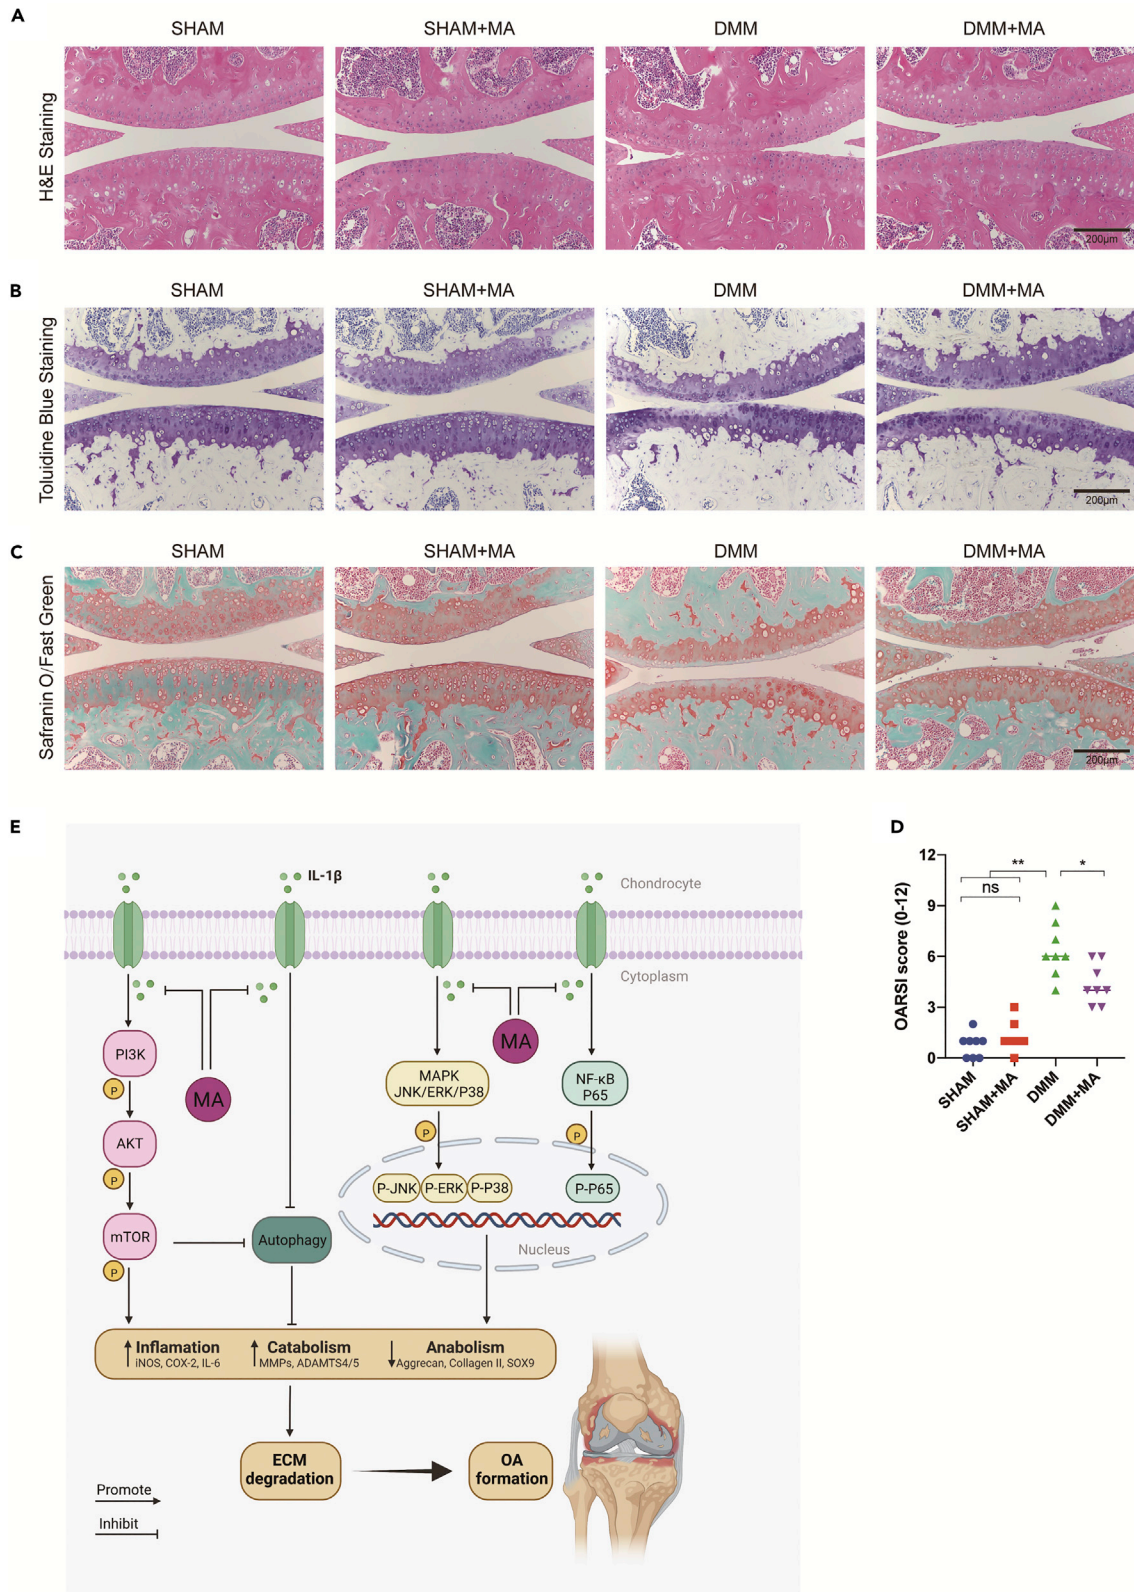 A
SHAM
SHAM+MA
DMM
DMM+MA
H&E Staining
200μm
B
SHAM
SHAM+MA
DMM
DMM+MA
Toluidine Blue Staining
200μm
C
SHAM
SHAM+MA
DMM
DMM+MA
Safranin O/Fast Green
200μm
E
IL-1β
Chondrocyte
Cytoplasm
PI3K
P
AKT
P
mTOR
P
MA
Autophagy
MA
MAPK
JNK/ERK/P38
P
NF-κB
P65
P
P-JNK
P-ERK
P-P38
P-P65
Nucleus
Inflamation
iNOS, COX-2, IL-6
Catabolism
MMPs, ADAMTS4/5
Anabolism
Aggrecan, Collagen II, SOX9
ECM
degradation
OA
formation
Promote
Inhibit
D
OARSI score (0-12)
12
9
6
3
0
**
*
ns
SHAM
SHAM+MA
DMM
DMM+MA